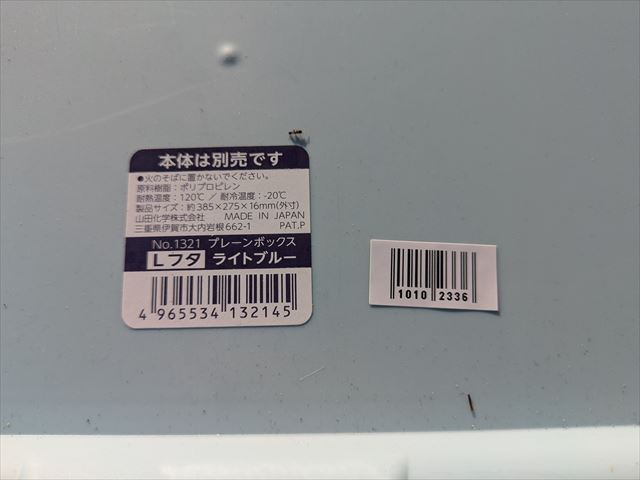 本体は別売です
●火のそばに置かないでください。
原料樹脂：ポリプロピレン
耐熱温度：120℃ ／ 耐冷温度：-20℃
製品サイズ：約385×275×16mm(外寸)
山田化学株式会社 MADE IN JAPAN
三重県伊賀市大内岩根662-1 PAT.P
No.1321 プレーンボックス
Lフタ ライトブルー
4 965534 132145
1010 2336